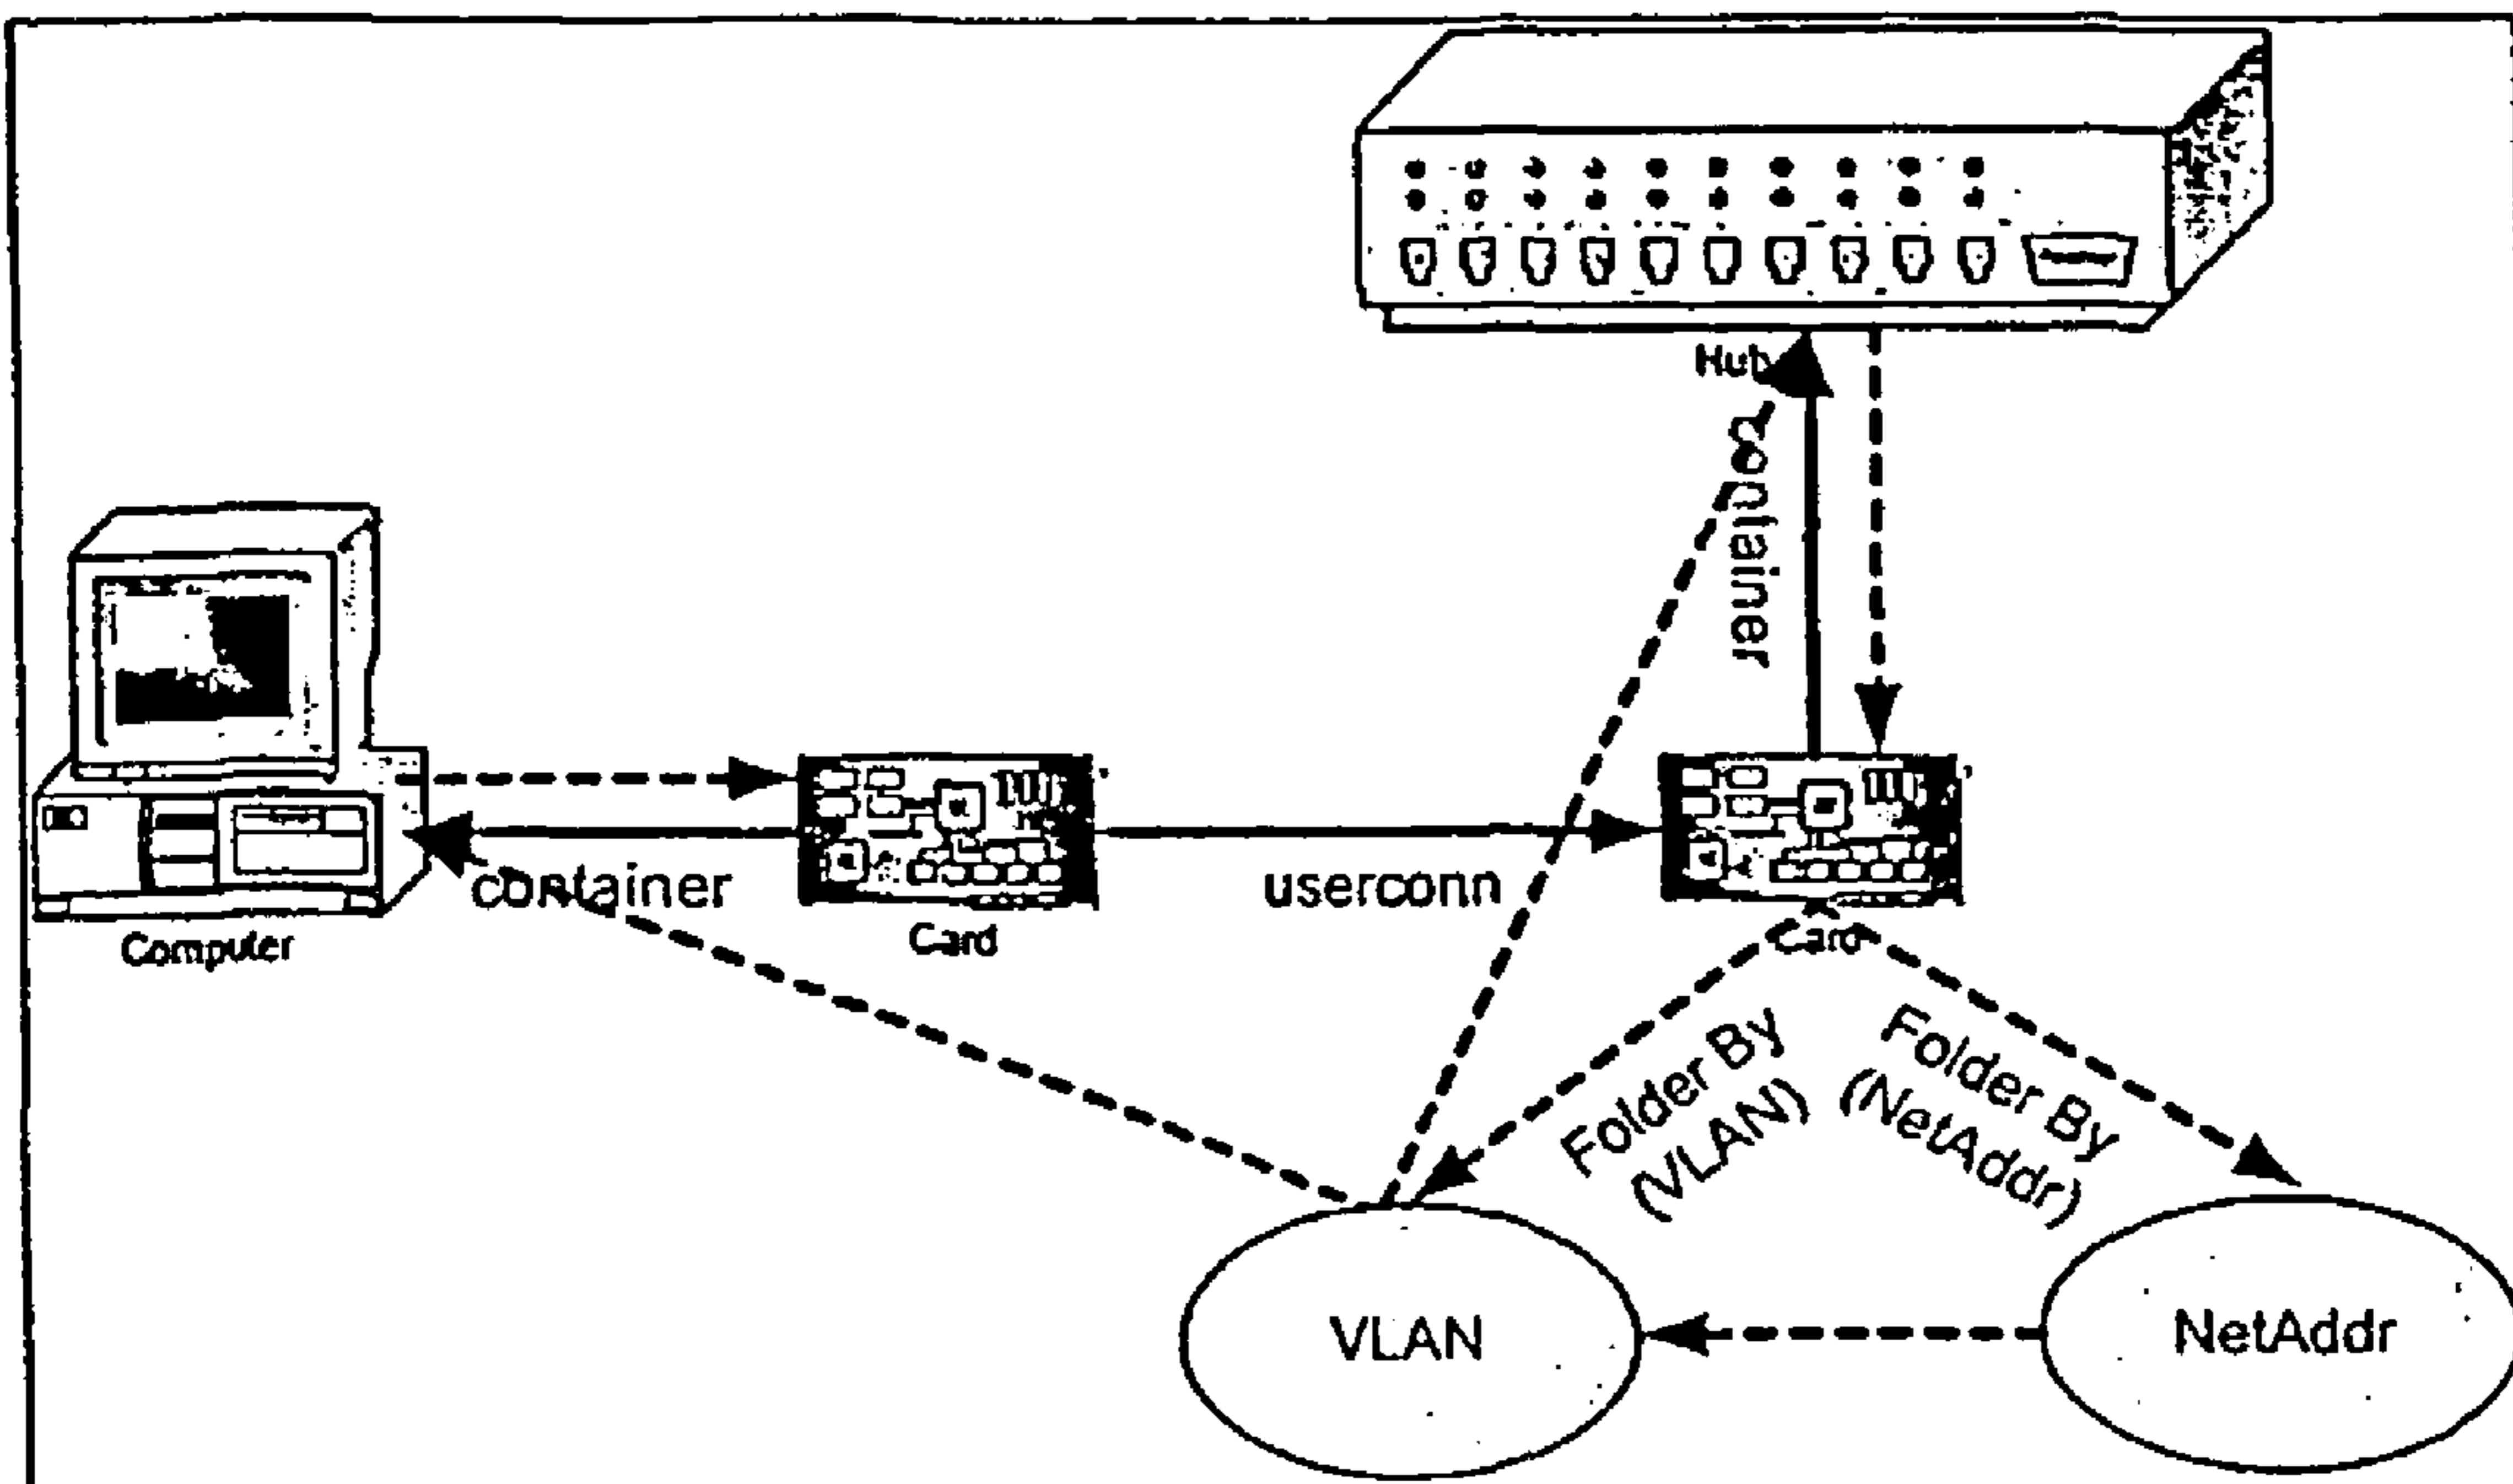 Hub
container
container
userconn
Computer
Card
Card
Folder By
(VLAN)
Folder By
(NetAddr)
VLAN
NetAddr